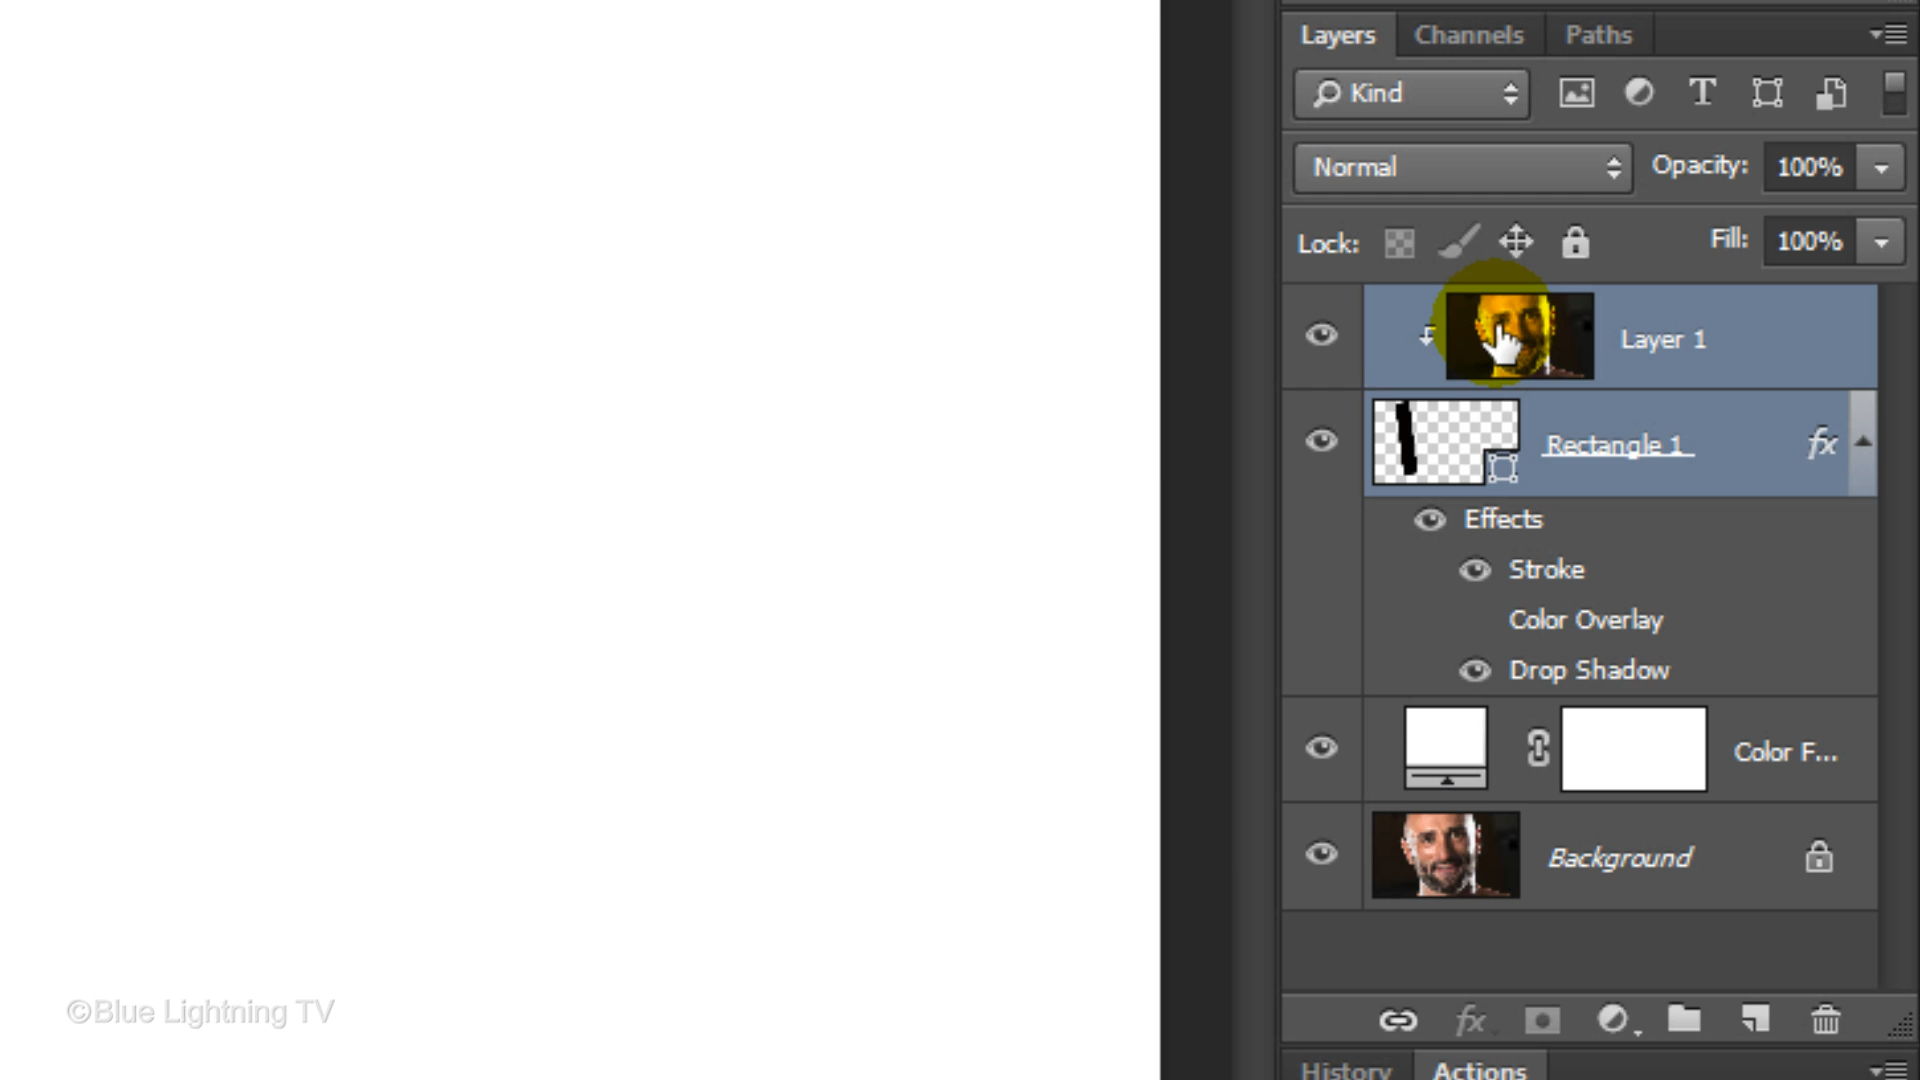 Layers Channels Paths
Kind
Normal Opacity: 100%
Lock: Fill: 100%
Layer 1
Rectangle 1 fx
Effects
Stroke
Color Overlay
Drop Shadow
Color F...
Background
©Blue Lightning TV
fx
History Actions